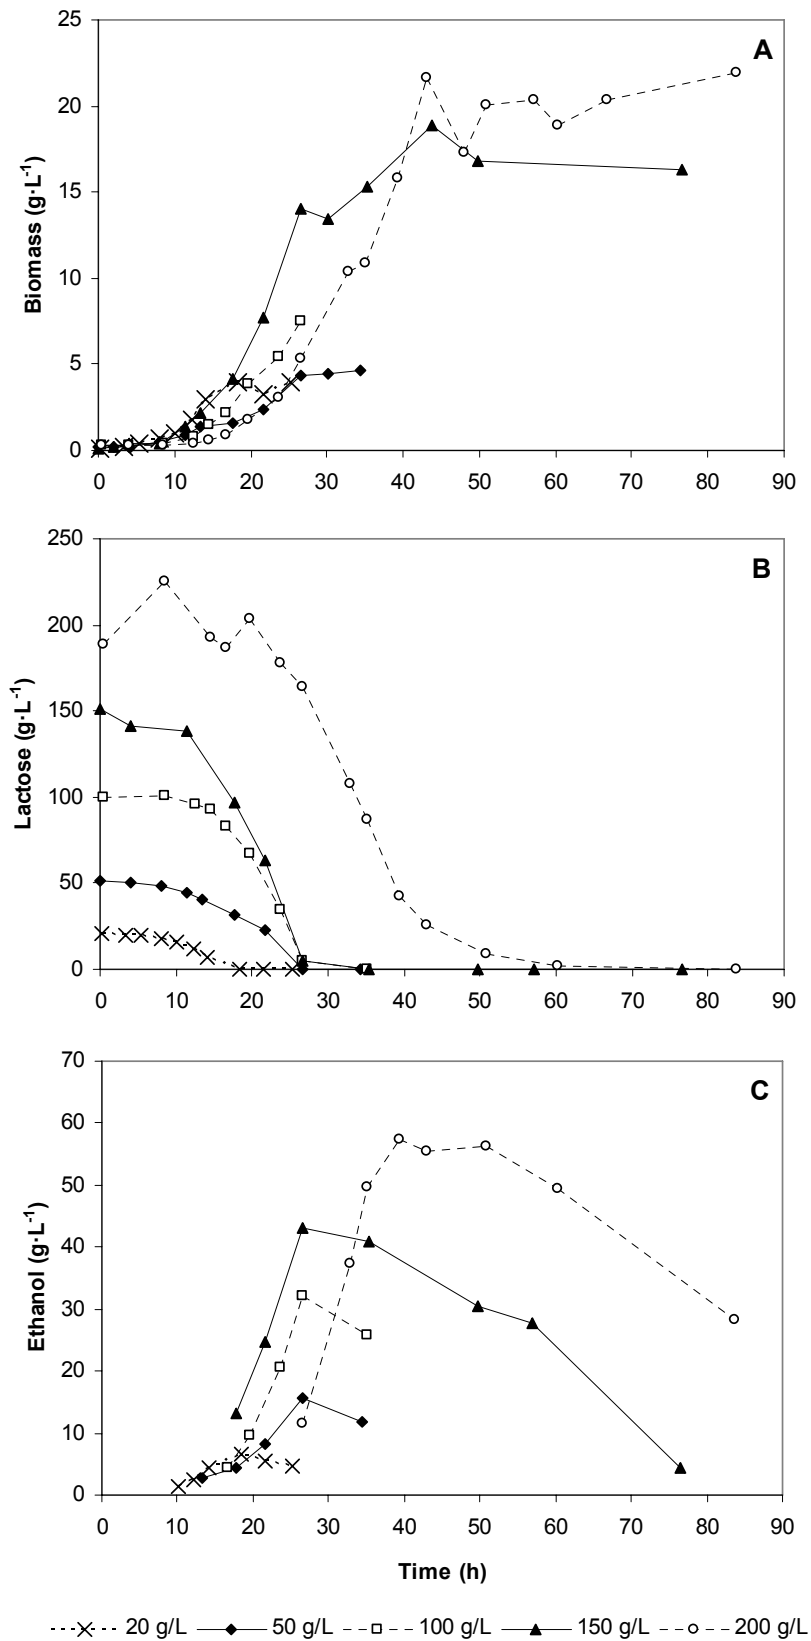 25
A
20
15
10
5
0
Biomass (g·L⁻¹)
0 10 20 30 40 50 60 70 80 90
250
B
200
150
100
50
0
Lactose (g·L⁻¹)
0 10 20 30 40 50 60 70 80 90
70
C
60
50
40
30
20
10
0
Ethanol (g·L⁻¹)
0 10 20 30 40 50 60 70 80 90
Time (h)
20 g/L 50 g/L 100 g/L 150 g/L 200 g/L